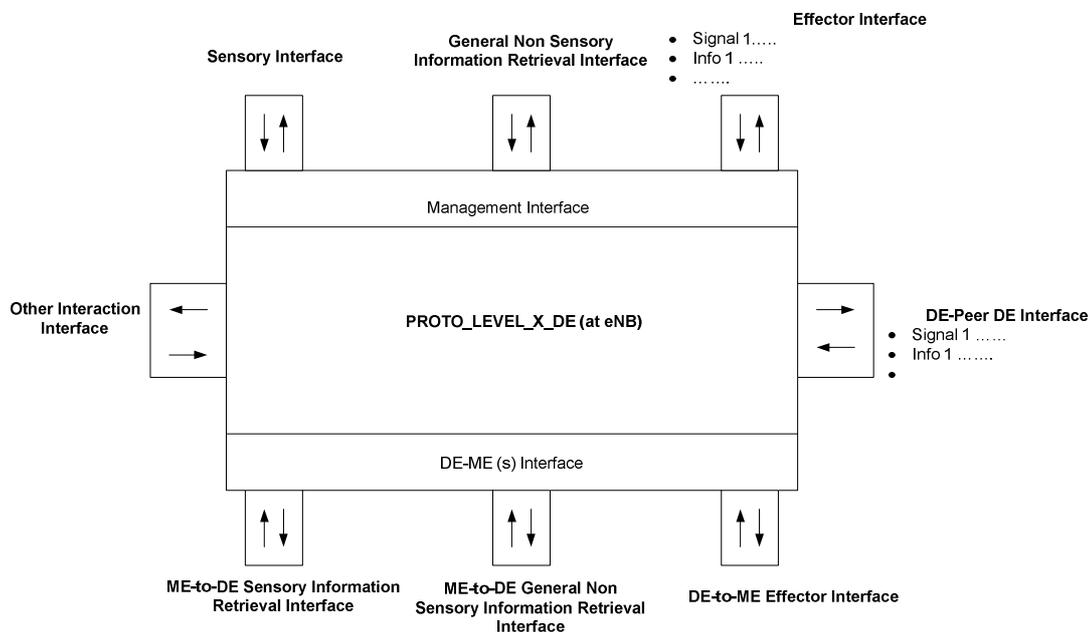 Effector Interface
• Signal 1…..
• Info 1 …..
• …….
General Non Sensory
Information Retrieval Interface
Sensory Interface
Management Interface
Other Interaction
Interface
PROTO_LEVEL_X_DE (at eNB)
DE-Peer DE Interface
• Signal 1 ……
• Info 1 …….
•
DE-ME (s) Interface
ME-to-DE Sensory Information
Retrieval Interface
ME-to-DE General Non
Sensory Information Retrieval
Interface
DE-to-ME Effector Interface